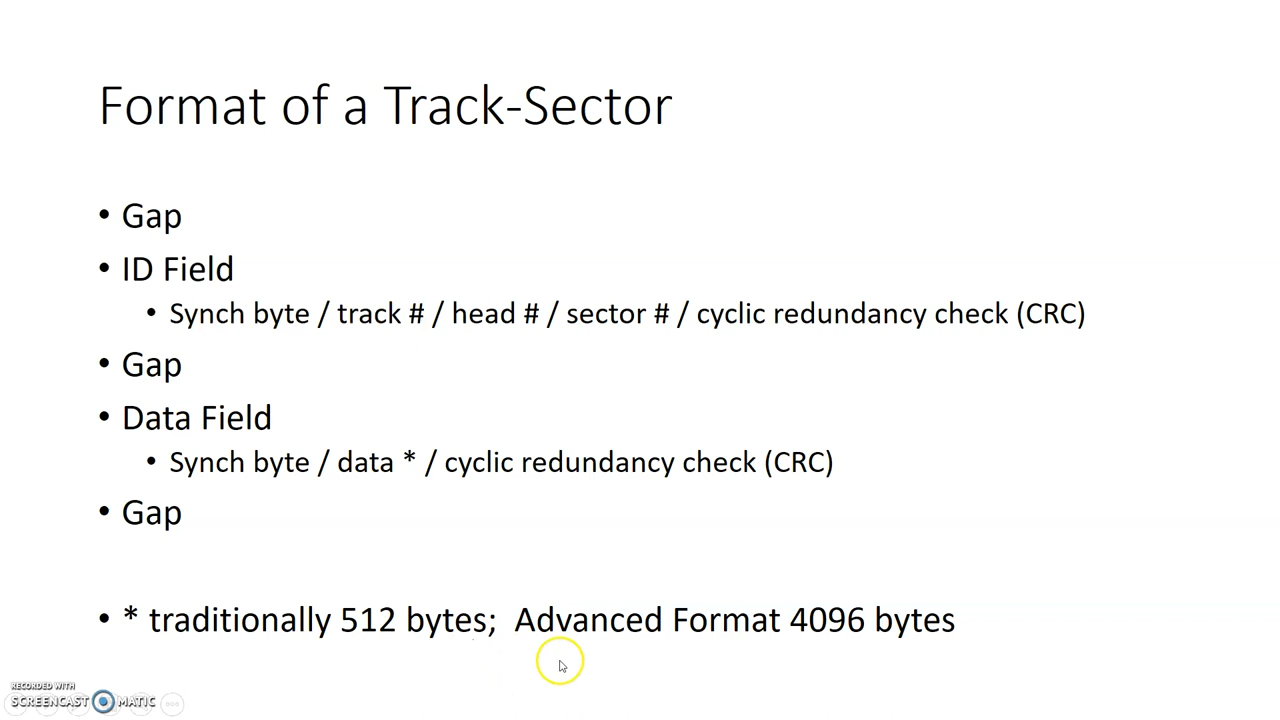 Format of a Track-Sector
• Gap
• ID Field
• Synch byte / track # / head # / sector # / cyclic redundancy check (CRC)
• Gap
• Data Field
• Synch byte / data * / cyclic redundancy check (CRC)
• Gap
• * traditionally 512 bytes;  Advanced Format 4096 bytes
RECORDED WITH
SCREENCAST MATIC